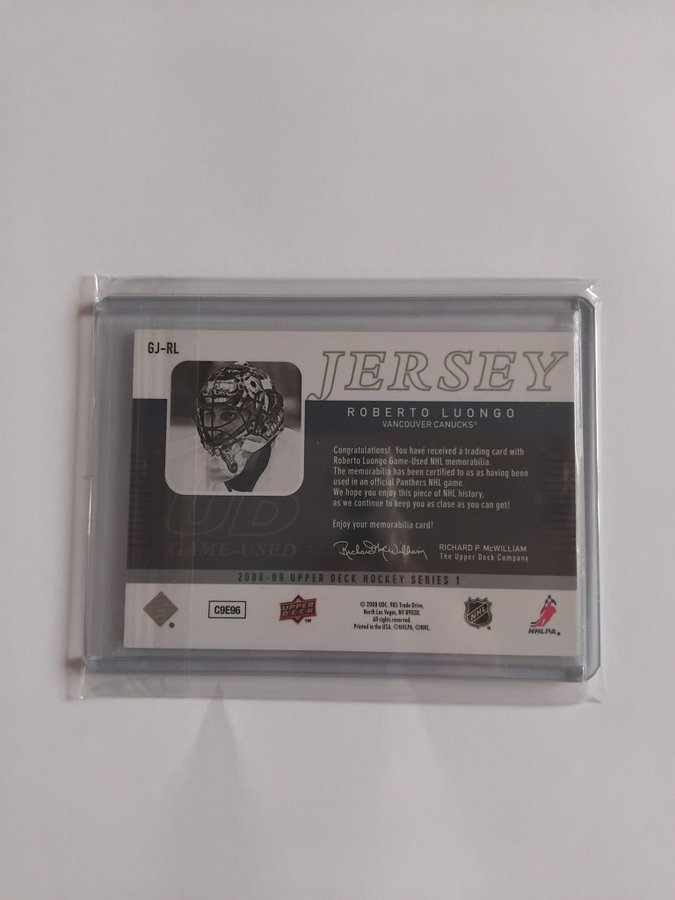 GJ-RL
JERSEY
ROBERTO LUONGO
VANCOUVER CANUCKS®
Congratulations! You have received a trading card with
Roberto Luongo Game-Used NHL memorabilia.
The memorabilia has been certified to us as having been
used in an official Panthers NHL game.
We hope you enjoy this piece of NHL history,
as we continue to keep you as close as you can get!
Enjoy your memorabilia card!
UD
GAME-USED
Richard P. McWilliam
RICHARD P. McWILLIAM
The Upper Deck Company
2008-09 UPPER DECK HOCKEY SERIES 1
C9E96
UPPER
DECK
TM
© 2008 UDC. 985 Trade Drive,
North Las Vegas, NV 89030.
All rights reserved.
Printed in the USA. ©NHLPA. ©NHL.
NHL
NHLPA®